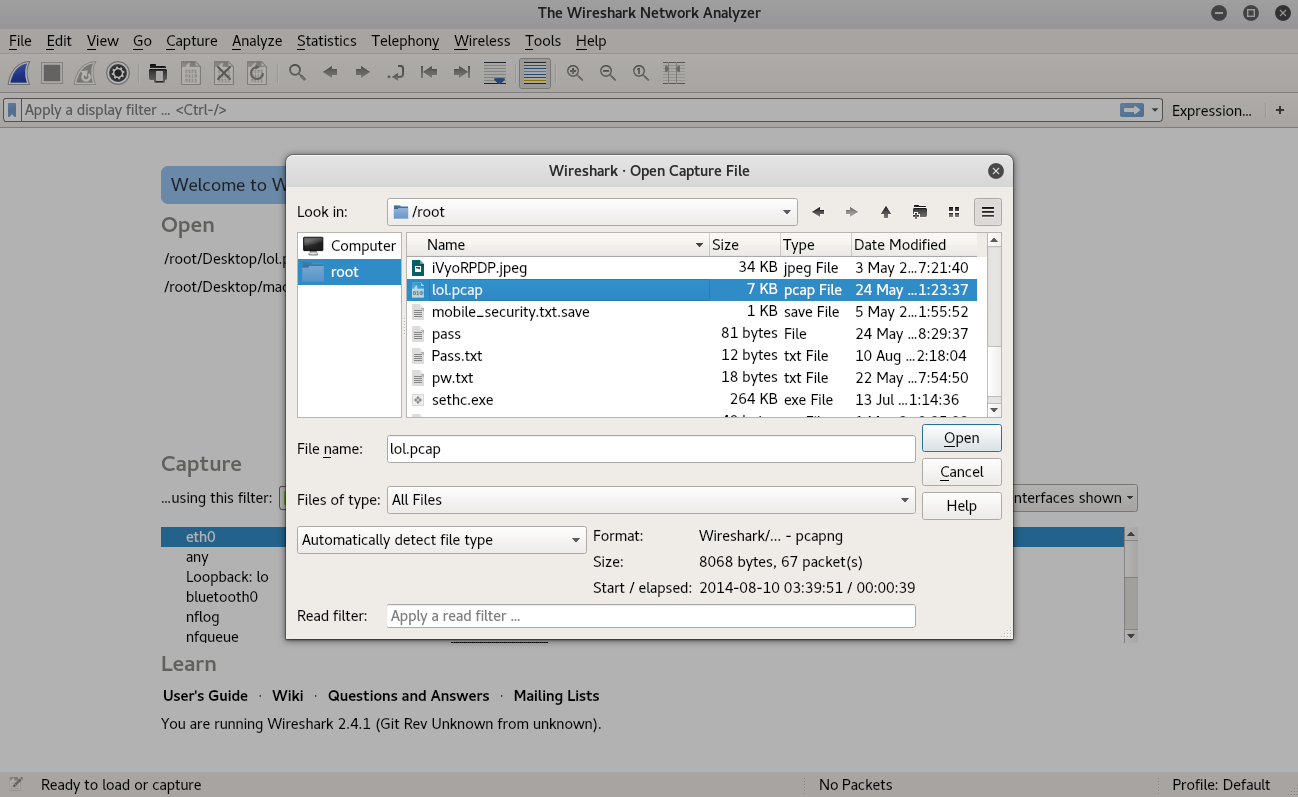 The Wireshark Network Analyzer
File Edit View Go Capture Analyze Statistics Telephony Wireless Tools Help
Apply a display filter ... <Ctrl-/> Expression... +
Welcome to W
Open
/root/Desktop/lol.p
/root/Desktop/mac
Wireshark · Open Capture File
Look in: /root
Computer
root
Name Size Type Date Modified
iVyoRPDP.jpeg 34 KB jpeg File 3 May 2...7:21:40
lol.pcap 7 KB pcap File 24 May ...1:23:37
mobile_security.txt.save 1 KB save File 5 May 2...1:55:52
pass 81 bytes File 24 May ...8:29:37
Pass.txt 12 bytes txt File 10 Aug ...2:18:04
pw.txt 18 bytes txt File 22 May ...7:54:50
sethc.exe 264 KB exe File 13 Jul ...1:14:36
File name: lol.pcap
Open
Cancel
Files of type: All Files
Help
Automatically detect file type
Format: Wireshark/... - pcapng
Size: 8068 bytes, 67 packet(s)
Start / elapsed: 2014-08-10 03:39:51 / 00:00:39
Read filter: Apply a read filter ...
Capture
...using this filter:
nterfaces shown
eth0
any
Loopback: lo
bluetooth0
nflog
nfqueue
Learn
User's Guide · Wiki · Questions and Answers · Mailing Lists
You are running Wireshark 2.4.1 (Git Rev Unknown from unknown).
Ready to load or capture No Packets Profile: Default